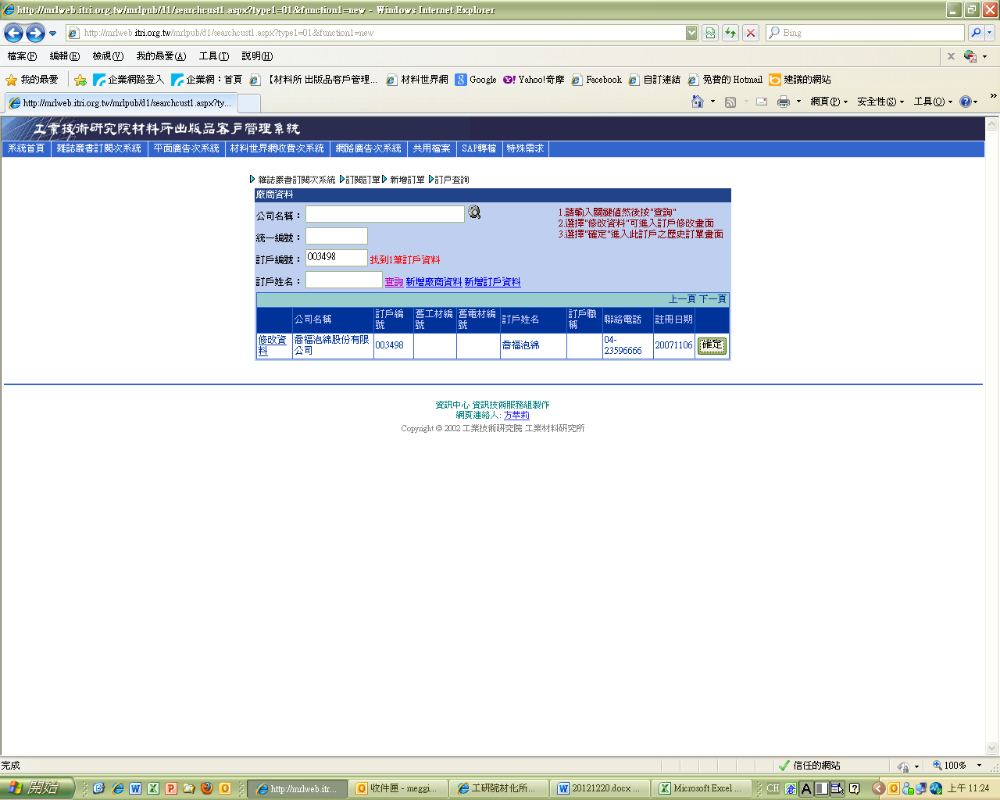 http://mrlweb.itri.org.tw/mrlpub/d1/searchcust1.aspx?type1=01&function1=new - Windows Internet Explorer
http://mrlweb.itri.org.tw/mrlpub/d1/searchcust1.aspx?type1=01&function1=new
Bing
檔案(F) 編輯(E) 檢視(V) 我的最愛(A) 工具(T) 說明(H)
我的最愛 企業網路登入 企業網：首頁 【材料所 出版品客戶管理... 材料世界網 Google Yahoo!奇摩 Facebook 自訂連結 免費的 Hotmail 建議的網站
http://mrlweb.itri.org.tw/mrlpub/d1/searchcust1.aspx?ty... 網頁(P) 安全性(S) 工具(O)
工業技術研究院材料所出版品客戶管理系統
系統首頁 雜誌叢書訂閱次系統 平面廣告次系統 材料世界網收費次系統 網路廣告次系統 共用檔案 SAP轉檔 特殊需求
雜誌叢書訂閱次系統 訂閱訂單 新增訂單 訂戶查詢
廠商資料
公司名稱：
1.請輸入關鍵值然後按"查詢"
2.選擇"修改資料"可進入訂戶修改畫面
3.選擇"確定"進入此訂戶之歷史訂單畫面
統一編號：
訂戶編號： 003498 找到1筆訂戶資料
訂戶姓名： 查詢 新增廠商資料 新增訂戶資料
上一頁 下一頁
公司名稱 訂戶編號 舊工材編號 舊電材編號 訂戶姓名 訂戶職稱 聯絡電話 註冊日期
修改資料 喬福泡綿股份有限公司 003498 喬福泡綿 04-23596666 20071106 確定
資訊中心 資訊技術服務組製作
網頁連絡人: 方萃莉
Copyright © 2002 工業技術研究院 工業材料研究所
完成 信任的網站 100%
開始 http://mrlweb.itr... 收件匣 - meggi... 工研院材化所... 20121220.docx ... Microsoft Excel ... CH 上午 11:24